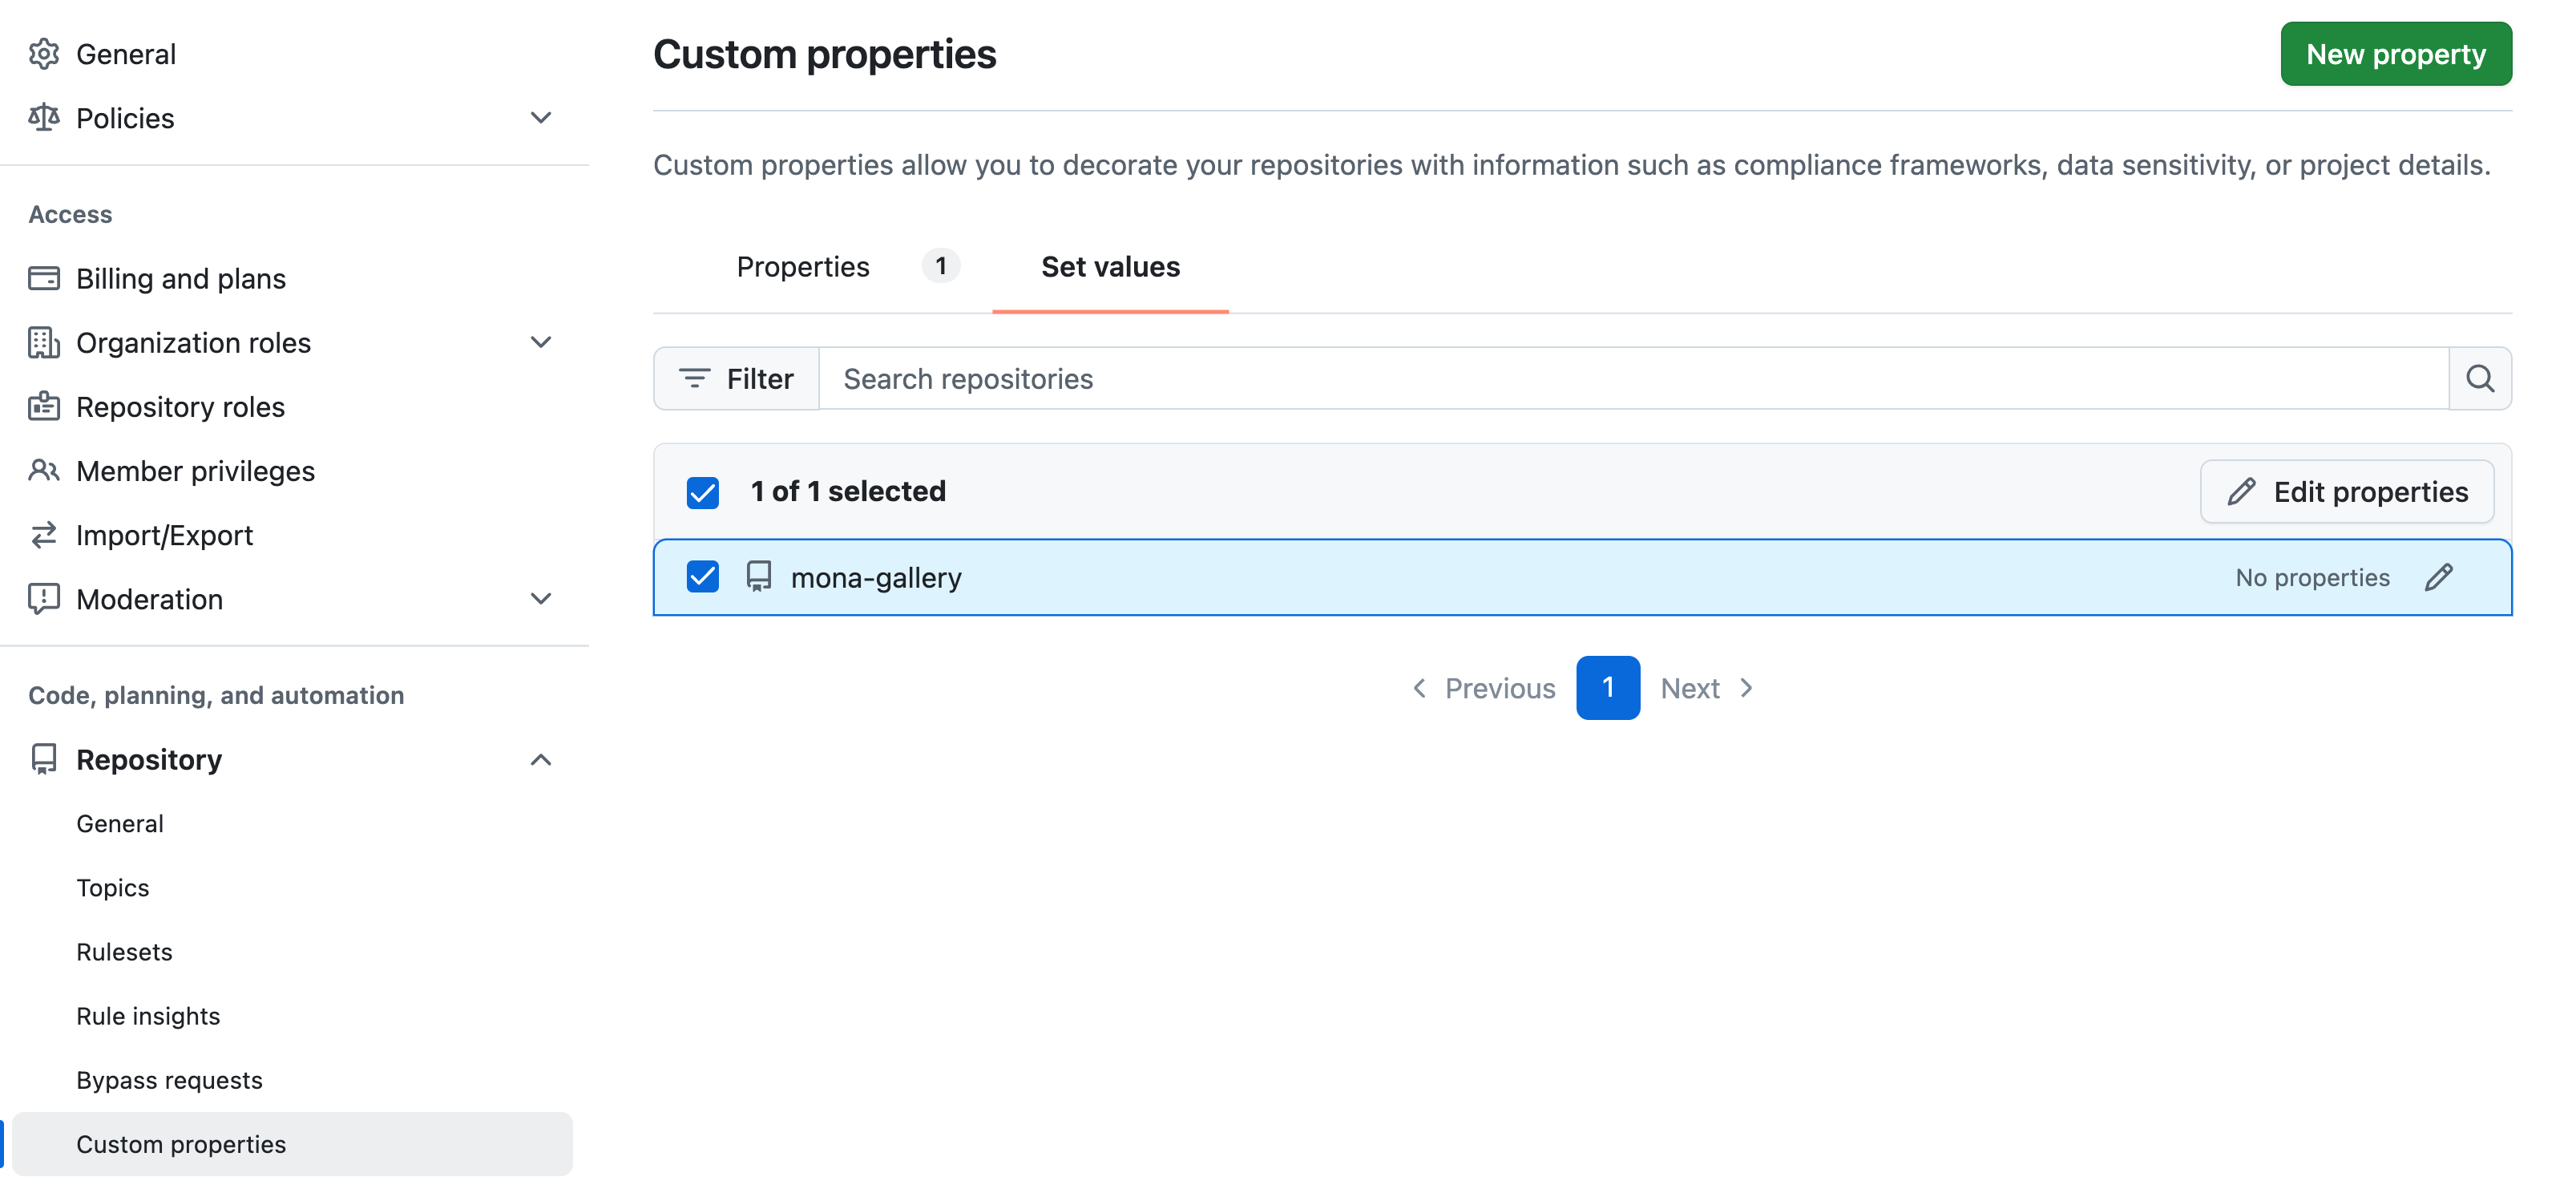 General
Policies
Access
Billing and plans
Organization roles
Repository roles
Member privileges
Import/Export
Moderation
Code, planning, and automation
Repository
General
Topics
Rulesets
Rule insights
Bypass requests
Custom properties
Custom properties
New property
Custom properties allow you to decorate your repositories with information such as compliance frameworks, data sensitivity, or project details.
Properties 1 Set values
Filter Search repositories
1 of 1 selected Edit properties
mona-gallery No properties
Previous 1 Next